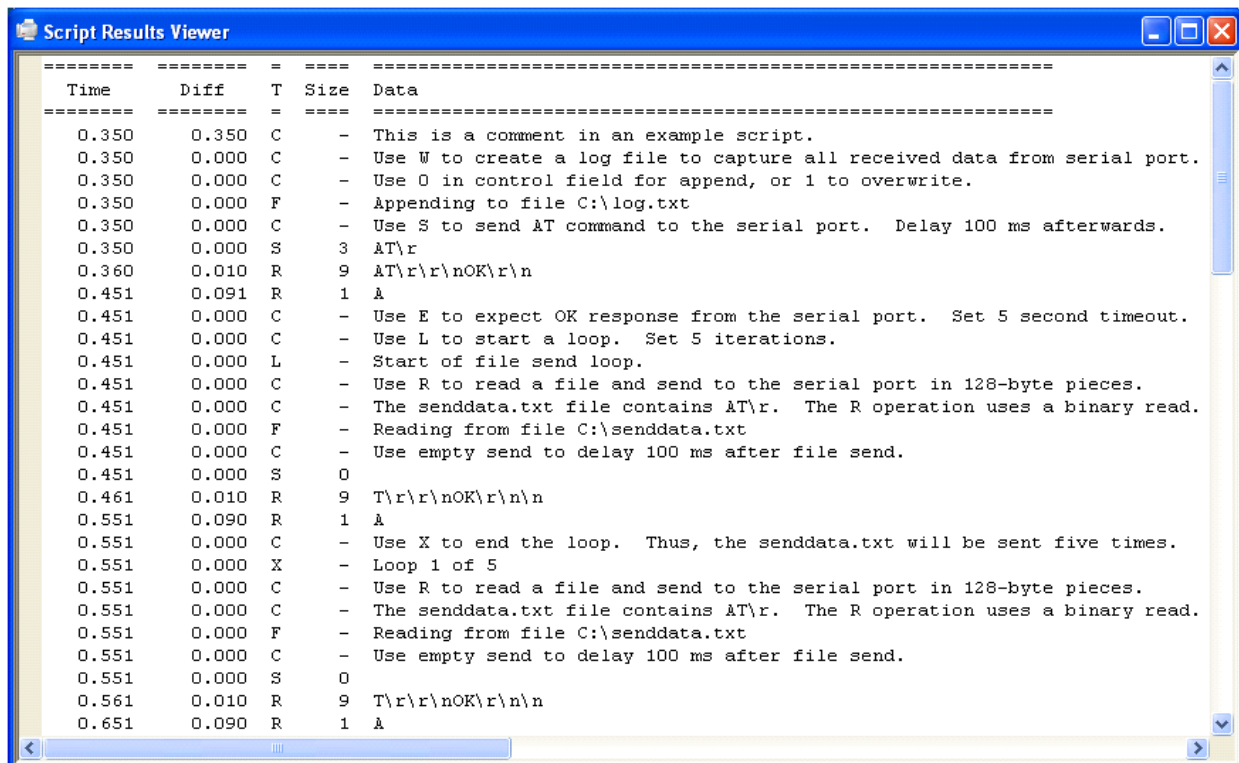 Script Results Viewer
======== ======== = ==== ==========================================================
Time Diff T Size Data
======== ======== = ==== ==========================================================
0.350 0.350 C - This is a comment in an example script.
0.350 0.000 C - Use W to create a log file to capture all received data from serial port.
0.350 0.000 C - Use 0 in control field for append, or 1 to overwrite.
0.350 0.000 F - Appending to file C:\log.txt
0.350 0.000 C - Use S to send AT command to the serial port. Delay 100 ms afterwards.
0.350 0.000 S 3 AT\r
0.360 0.010 R 9 AT\r\r\nOK\r\n
0.451 0.091 R 1 A
0.451 0.000 C - Use E to expect OK response from the serial port. Set 5 second timeout.
0.451 0.000 C - Use L to start a loop. Set 5 iterations.
0.451 0.000 L - Start of file send loop.
0.451 0.000 C - Use R to read a file and send to the serial port in 128-byte pieces.
0.451 0.000 C - The senddata.txt file contains AT\r. The R operation uses a binary read.
0.451 0.000 F - Reading from file C:\senddata.txt
0.451 0.000 C - Use empty send to delay 100 ms after file send.
0.451 0.000 S 0
0.461 0.010 R 9 T\r\r\nOK\r\n\n
0.551 0.090 R 1 A
0.551 0.000 C - Use X to end the loop. Thus, the senddata.txt will be sent five times.
0.551 0.000 X - Loop 1 of 5
0.551 0.000 C - Use R to read a file and send to the serial port in 128-byte pieces.
0.551 0.000 C - The senddata.txt file contains AT\r. The R operation uses a binary read.
0.551 0.000 F - Reading from file C:\senddata.txt
0.551 0.000 C - Use empty send to delay 100 ms after file send.
0.551 0.000 S 0
0.561 0.010 R 9 T\r\r\nOK\r\n\n
0.651 0.090 R 1 A